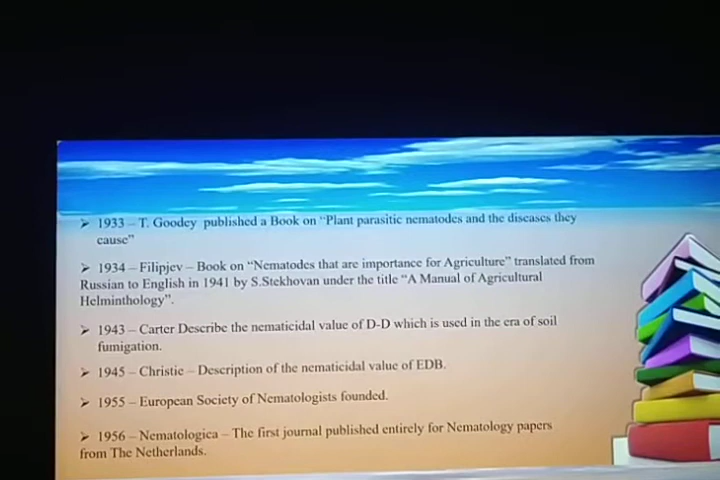 ➢ 1933 – T. Goodey published a Book on "Plant parasitic nematodes and the diseases they
cause"
➢ 1934 – Filipjev – Book on "Nematodes that are importance for Agriculture" translated from
Russian to English in 1941 by S.Stekhovan under the title "A Manual of Agricultural
Helminthology".
➢ 1943 – Carter Describe the nematicidal value of D-D which is used in the era of soil
fumigation.
➢ 1945 – Christie – Description of the nematicidal value of EDB.
➢ 1955 – European Society of Nematologists founded.
➢ 1956 – Nematologica – The first journal published entirely for Nematology papers
from The Netherlands.